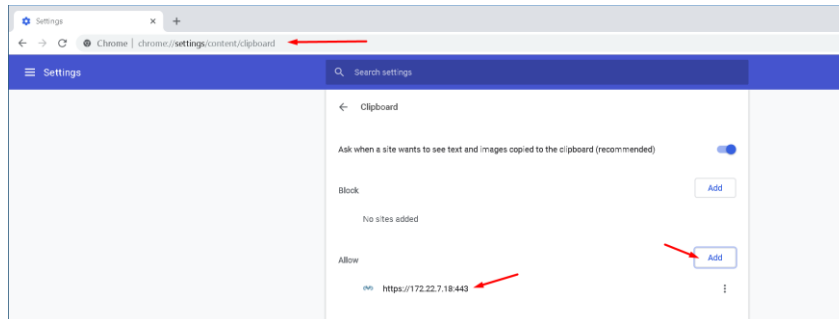 Settings
Chrome | chrome://settings/content/clipboard
Settings
Search settings
Clipboard
Ask when a site wants to see text and images copied to the clipboard (recommended)
Block
Add
No sites added
Allow
Add
https://172.22.7.18:443